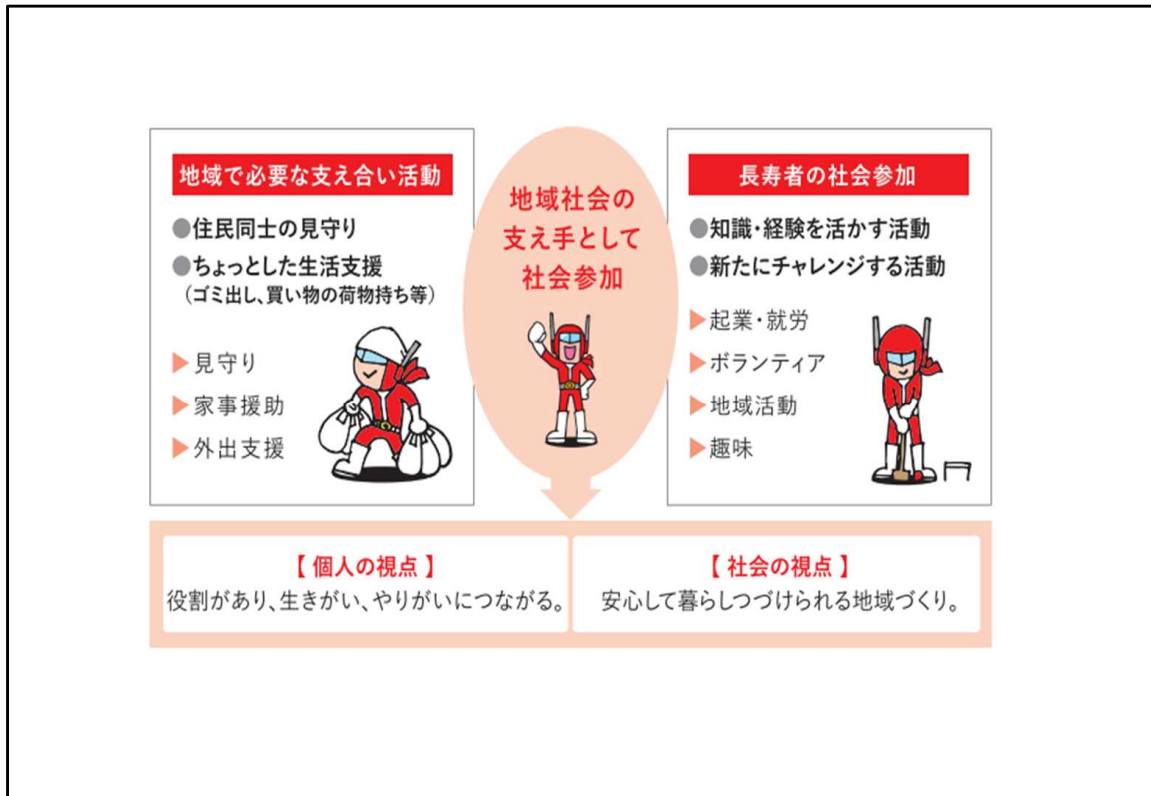 地域で必要な支え合い活動
●住民同士の見守り
●ちょっとした生活支援
（ゴミ出し、買い物の荷物持ち等）
▶見守り
▶家事援助
▶外出支援
地域社会の
支え手として
社会参加
長寿者の社会参加
●知識・経験を活かす活動
●新たにチャレンジする活動
▶起業・就労
▶ボランティア
▶地域活動
▶趣味
【 個人の視点 】
役割があり、生きがい、やりがいにつながる。
【 社会の視点 】
安心して暮らしつづけられる地域づくり。